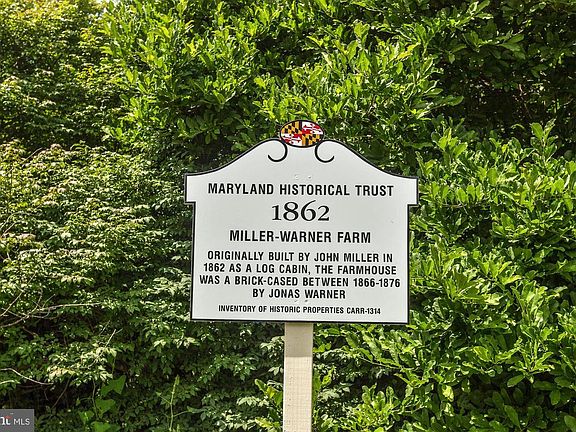 MARYLAND HISTORICAL TRUST
1862
MILLER-WARNER FARM
ORIGINALLY BUILT BY JOHN MILLER IN
1862 AS A LOG CABIN, THE FARMHOUSE
WAS A BRICK-CASED BETWEEN 1866-1876
BY JONAS WARNER
INVENTORY OF HISTORIC PROPERTIES CARR-1314
© MLS